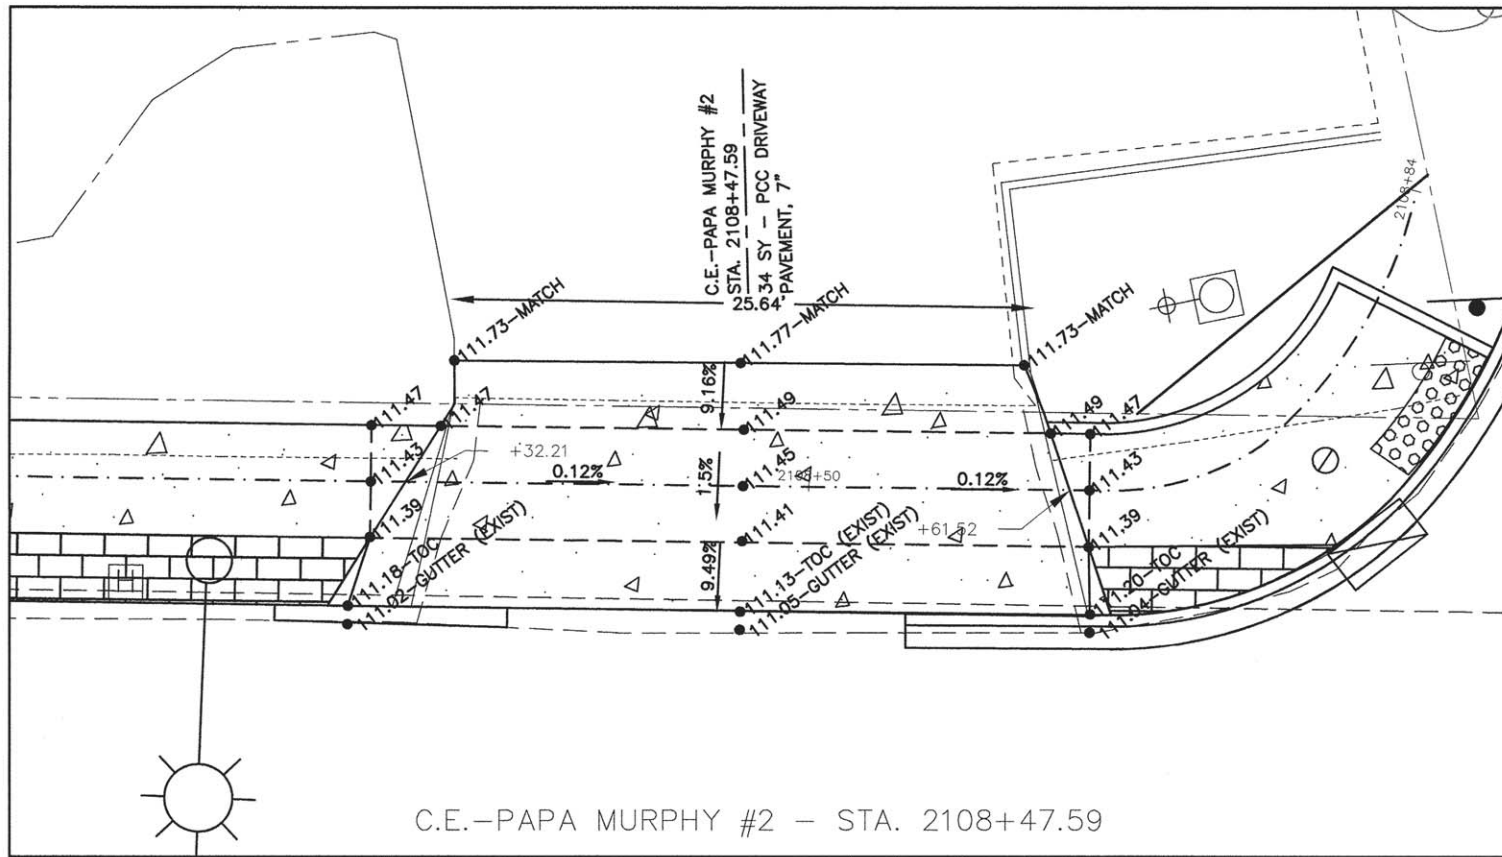 C.E.-PAPA MURPHY #2
STA. 2108+47.59
34 SY - PCC DRIVEWAY
PAVEMENT, 7"
25.64'
2108+84
111.73-MATCH
111.77-MATCH
111.73-MATCH
9.16%
111.47
111.47
111.49
111.49
111.47
+32.21
111.43
0.12%
1.5%
111.45
2108+50
0.12%
111.43
111.39
111.41
+61.52
111.39
9.49%
111.18-TOC
111.02-GUTTER (EXIST)
111.13-TOC (EXIST)
111.05-GUTTER (EXIST)
111.20-TOC
111.04-GUTTER (EXIST)
C.E.-PAPA MURPHY #2 - STA. 2108+47.59